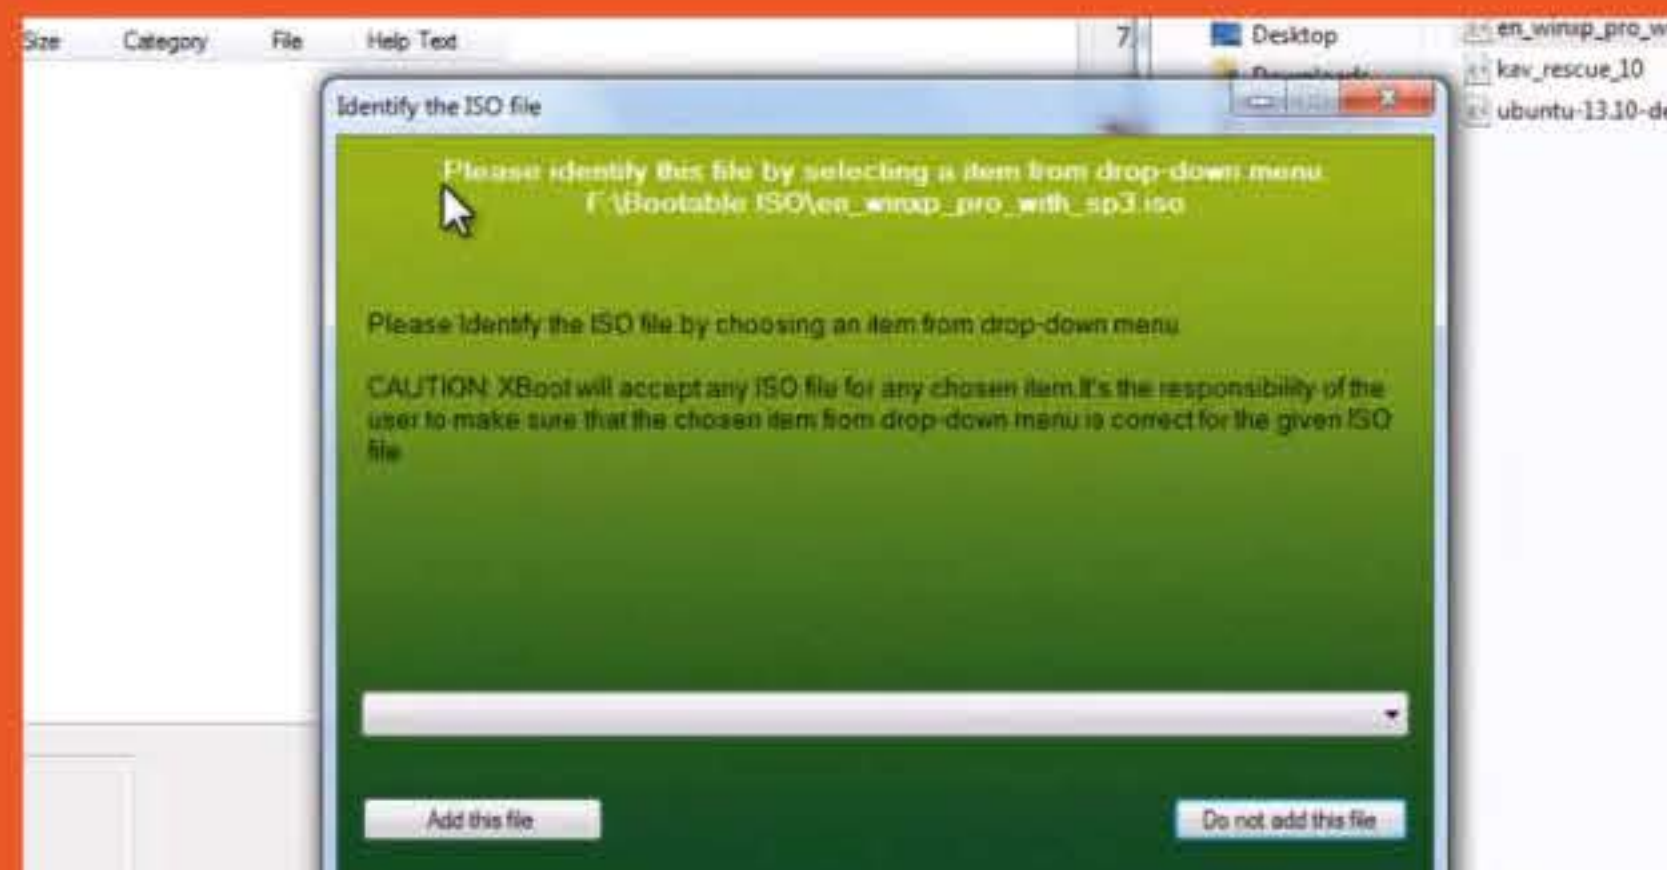 Size Category File Help Text
7
Desktop
Downloads
en_winxp_pro_w
kav_rescue_10
ubuntu-13.10-de
Identify the ISO file
Please identify this file by selecting a item from drop-down menu.
F:\Bootable ISO\en_winxp_pro_with_sp3.iso
Please Identify the ISO file by choosing an item from drop-down menu
CAUTION: XBoot will accept any ISO file for any chosen item.It's the responsibility of the
user to make sure that the chosen item from drop-down menu is correct for the given ISO
file
Add this file
Do not add this file